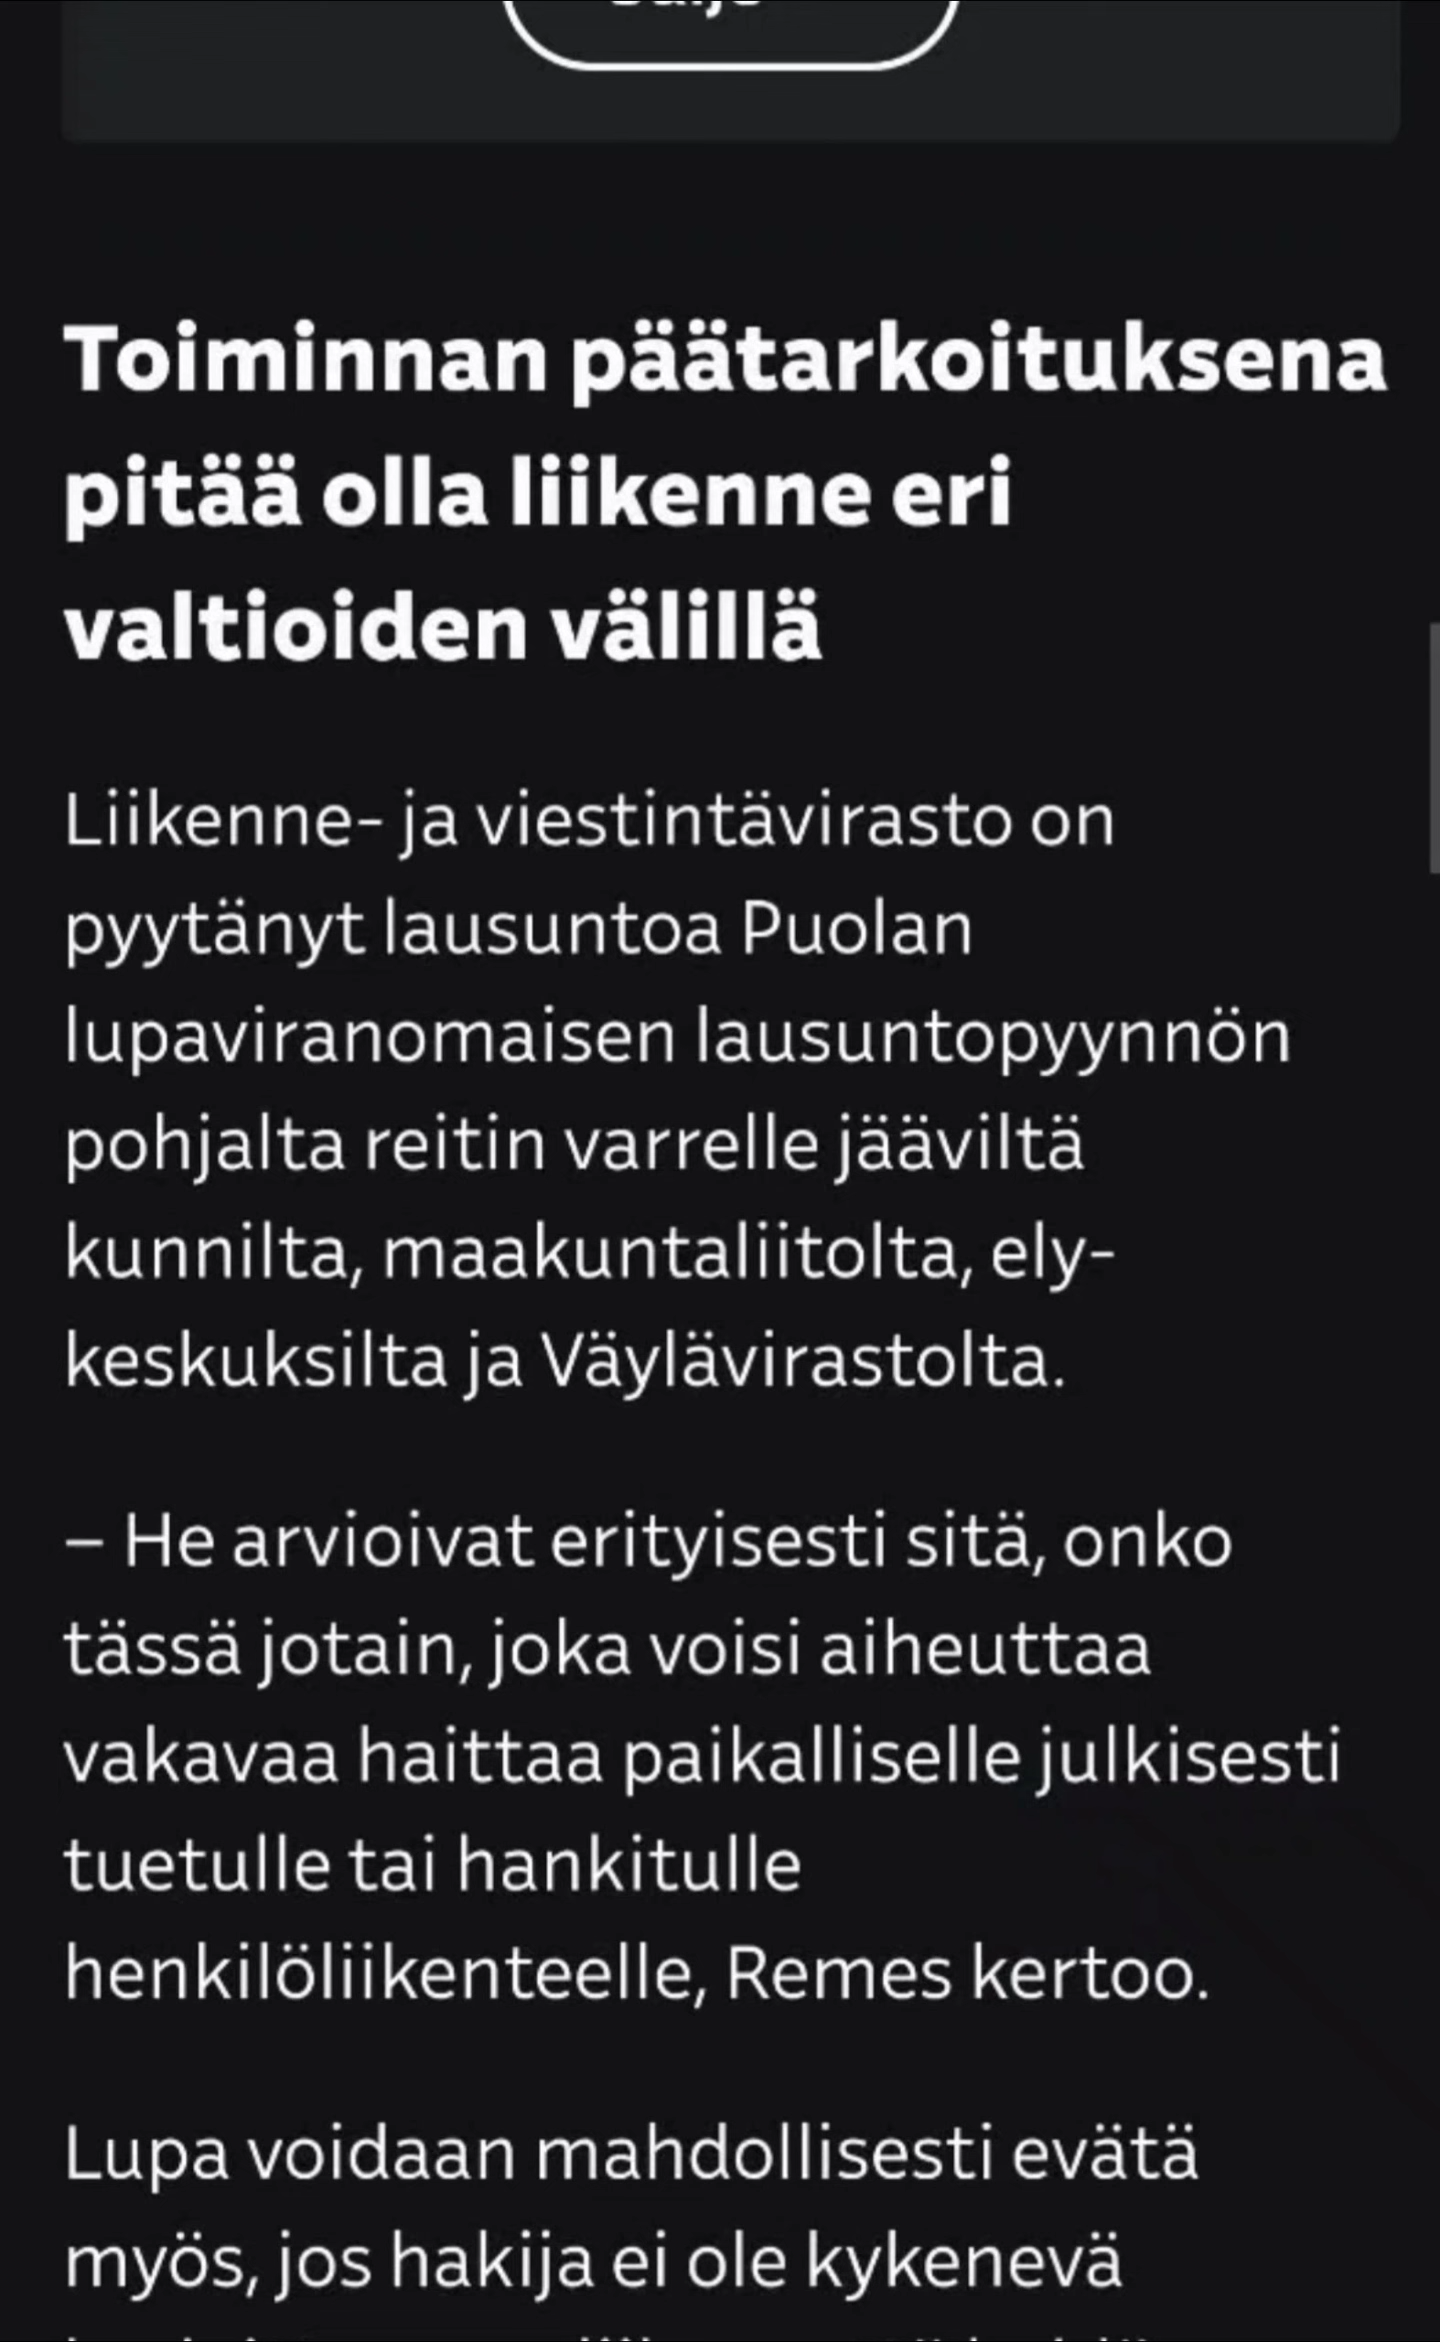 Toiminnan päätarkoituksena
pitää olla liikenne eri
valtioiden välillä
Liikenne- ja viestintävirasto on
pyytänyt lausuntoa Puolan
lupaviranomaisen lausuntopyynnön
pohjalta reitin varrelle jääviltä
kunnilta, maakuntaliitolta, ely-
keskuksilta ja Väylävirastolta.
– He arvioivat erityisesti sitä, onko
tässä jotain, joka voisi aiheuttaa
vakavaa haittaa paikalliselle julkisesti
tuetulle tai hankitulle
henkilöliikenteelle, Remes kertoo.
Lupa voidaan mahdollisesti evätä
myös, jos hakija ei ole kykenevä